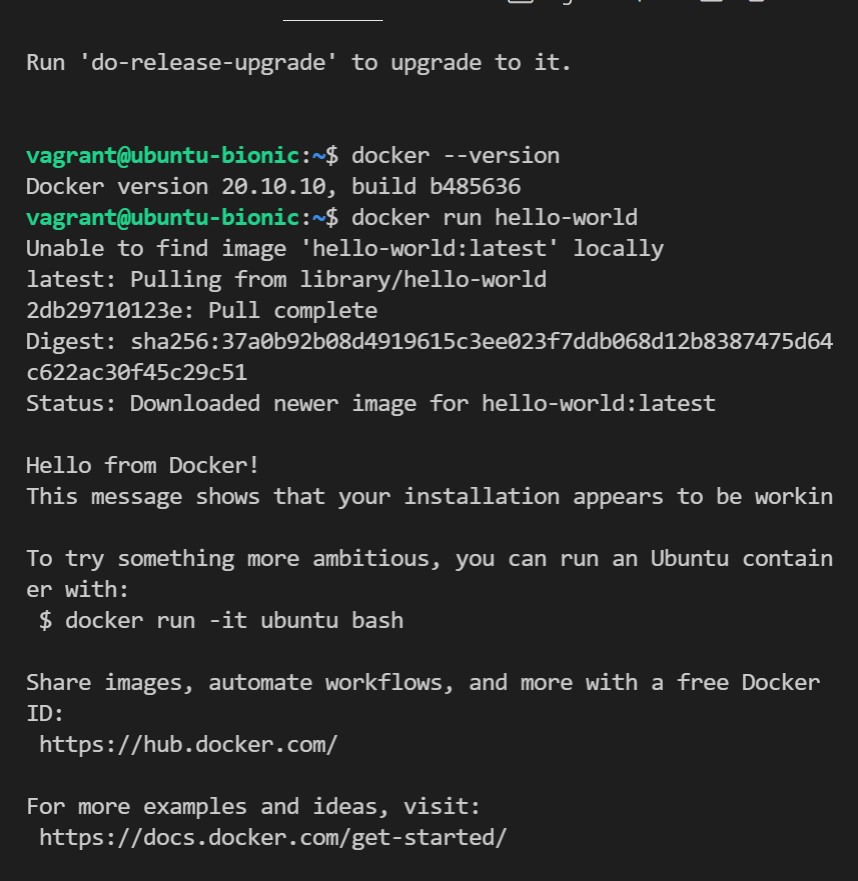 Run 'do-release-upgrade' to upgrade to it.
vagrant@ubuntu-bionic:~$ docker --version
Docker version 20.10.10, build b485636
vagrant@ubuntu-bionic:~$ docker run hello-world
Unable to find image 'hello-world:latest' locally
latest: Pulling from library/hello-world
2db29710123e: Pull complete
Digest: sha256:37a0b92b08d4919615c3ee023f7ddb068d12b8387475d64
c622ac30f45c29c51
Status: Downloaded newer image for hello-world:latest
Hello from Docker!
This message shows that your installation appears to be workin
To try something more ambitious, you can run an Ubuntu contain
er with:
$ docker run -it ubuntu bash
Share images, automate workflows, and more with a free Docker
ID:
https://hub.docker.com/
For more examples and ideas, visit:
https://docs.docker.com/get-started/